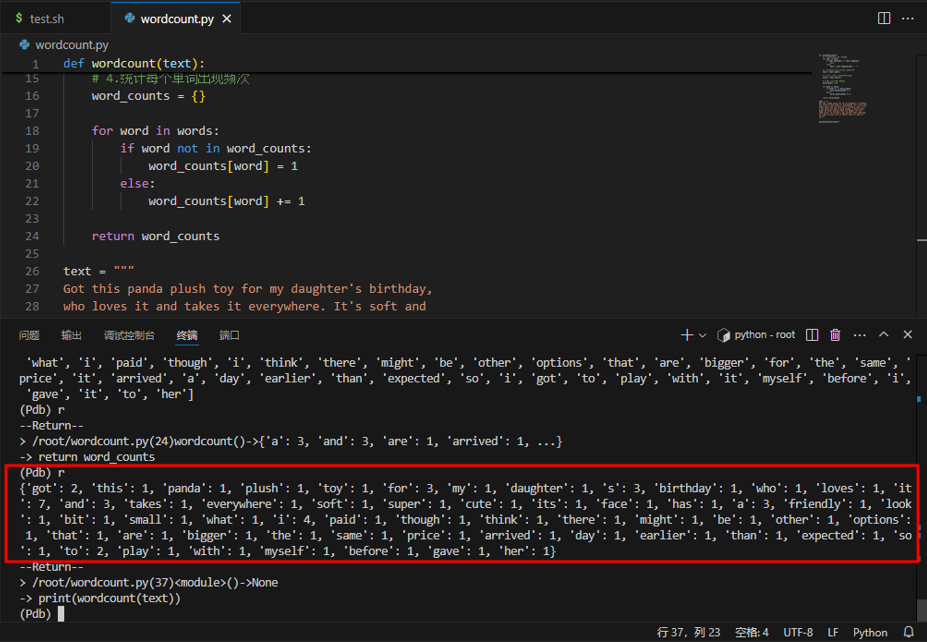 $ test.sh
wordcount.py ×
···
wordcount.py
1 def wordcount(text):
15 # 4.统计每个单词出现频次
16 word_counts = {}
17
18 for word in words:
19 if word not in word_counts:
20 word_counts[word] = 1
21 else:
22 word_counts[word] += 1
23
24 return word_counts
25
26 text = """
27 Got this panda plush toy for my daughter's birthday,
28 who loves it and takes it everywhere. It's soft and
问题 输出 调试控制台 终端 端口 python - root ···
'what', 'i', 'paid', 'though', 'i', 'think', 'there', 'might', 'be', 'other', 'options', 'that', 'are', 'bigger', 'for', 'the', 'same', '
price', 'it', 'arrived', 'a', 'day', 'earlier', 'than', 'expected', 'so', 'i', 'got', 'to', 'play', 'with', 'it', 'myself', 'before', 'i',
'gave', 'it', 'to', 'her']
(Pdb) r
--Return--
> /root/wordcount.py(24)wordcount()->{'a': 3, 'and': 3, 'are': 1, 'arrived': 1, ...}
-> return word_counts
(Pdb) r
{'got': 2, 'this': 1, 'panda': 1, 'plush': 1, 'toy': 1, 'for': 3, 'my': 1, 'daughter': 1, 's': 3, 'birthday': 1, 'who': 1, 'loves': 1, 'it
': 7, 'and': 3, 'takes': 1, 'everywhere': 1, 'soft': 1, 'super': 1, 'cute': 1, 'its': 1, 'face': 1, 'has': 1, 'a': 3, 'friendly': 1, 'look
': 1, 'bit': 1, 'small': 1, 'what': 1, 'i': 4, 'paid': 1, 'though': 1, 'think': 1, 'there': 1, 'might': 1, 'be': 1, 'other': 1, 'options':
1, 'that': 1, 'are': 1, 'bigger': 1, 'the': 1, 'same': 1, 'price': 1, 'arrived': 1, 'day': 1, 'earlier': 1, 'than': 1, 'expected': 1, 'so
': 1, 'to': 2, 'play': 1, 'with': 1, 'myself': 1, 'before': 1, 'gave': 1, 'her': 1}
--Return--
> /root/wordcount.py(37)<module>()->None
-> print(wordcount(text))
(Pdb)
行 37, 列 23 空格: 4 UTF-8 LF Python